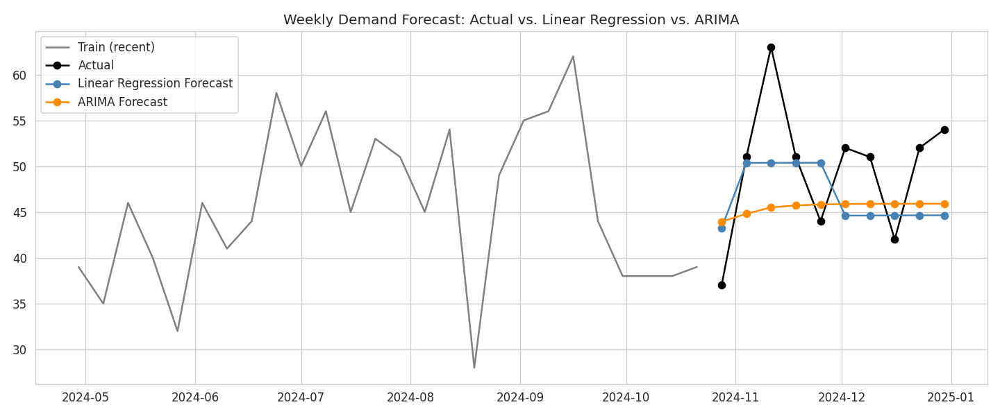 Weekly Demand Forecast: Actual vs. Linear Regression vs. ARIMA
Train (recent)
Actual
Linear Regression Forecast
ARIMA Forecast
60
55
50
45
40
35
30
2024-05 2024-06 2024-07 2024-08 2024-09 2024-10 2024-11 2024-12 2025-01